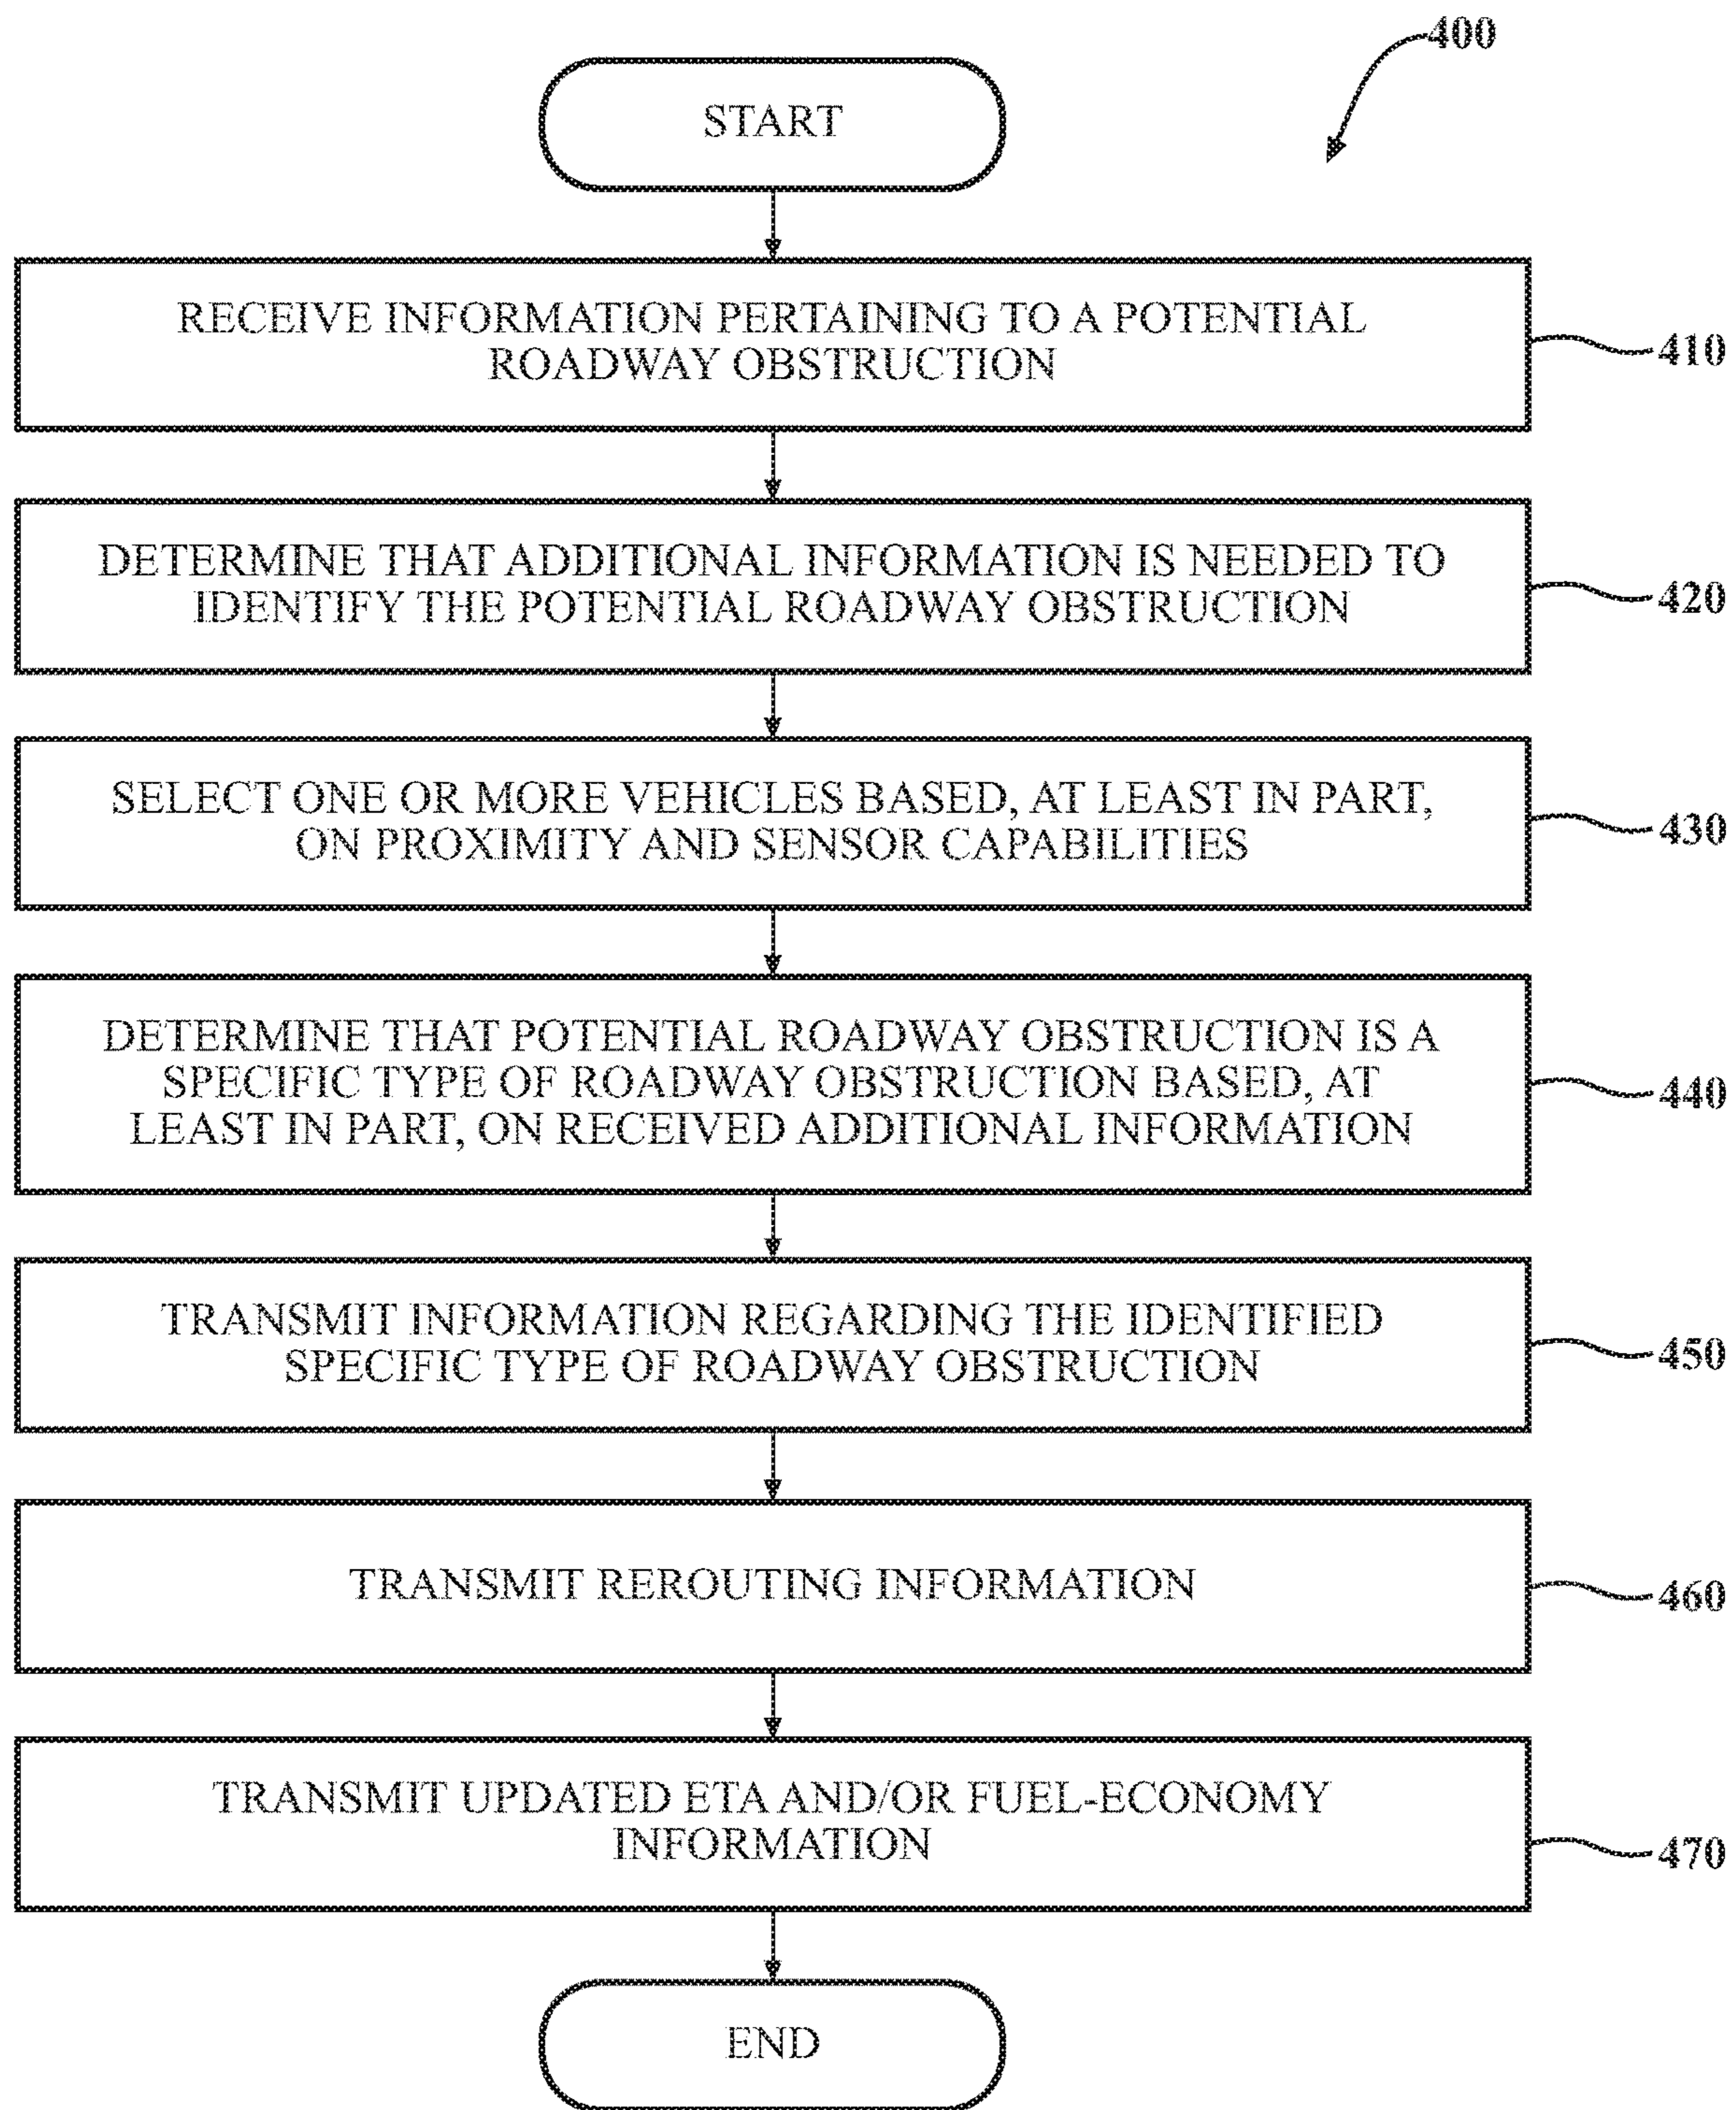 400
START
RECEIVE INFORMATION PERTAINING TO A POTENTIAL
ROADWAY OBSTRUCTION
410
DETERMINE THAT ADDITIONAL INFORMATION IS NEEDED TO
IDENTIFY THE POTENTIAL ROADWAY OBSTRUCTION
420
SELECT ONE OR MORE VEHICLES BASED, AT LEAST IN PART,
ON PROXIMITY AND SENSOR CAPABILITIES
430
DETERMINE THAT POTENTIAL ROADWAY OBSTRUCTION IS A
SPECIFIC TYPE OF ROADWAY OBSTRUCTION BASED, AT
LEAST IN PART, ON RECEIVED ADDITIONAL INFORMATION
440
TRANSMIT INFORMATION REGARDING THE IDENTIFIED
SPECIFIC TYPE OF ROADWAY OBSTRUCTION
450
TRANSMIT REROUTING INFORMATION
460
TRANSMIT UPDATED ETA AND/OR FUEL-ECONOMY
INFORMATION
470
END